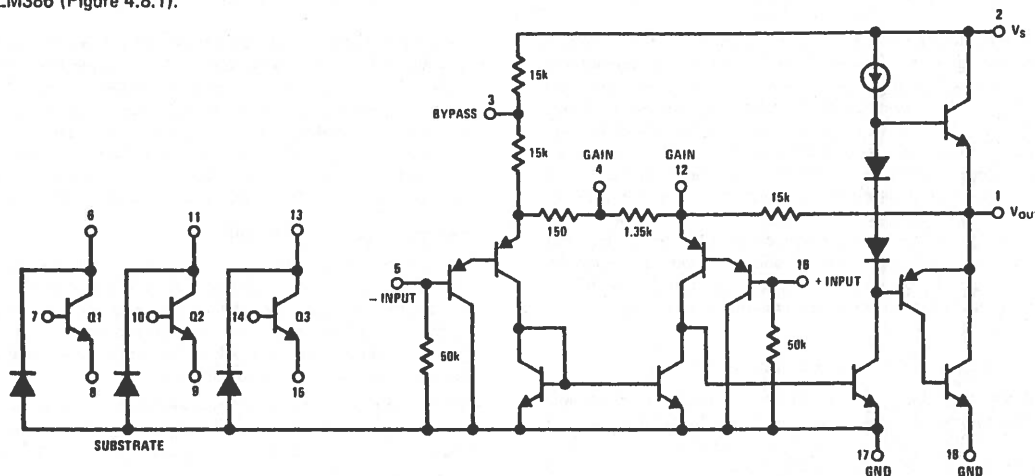 LM386 (Figure 4.8.1).
2
VS
15k
3
BYPASS
15k
GAIN
4
GAIN
12
15k
1
VOUT
150
1.35k
6
11
13
5
– INPUT
16
+ INPUT
7
Q1
10
Q2
14
Q3
50k
50k
8
9
15
SUBSTRATE
17
GND
18
GND